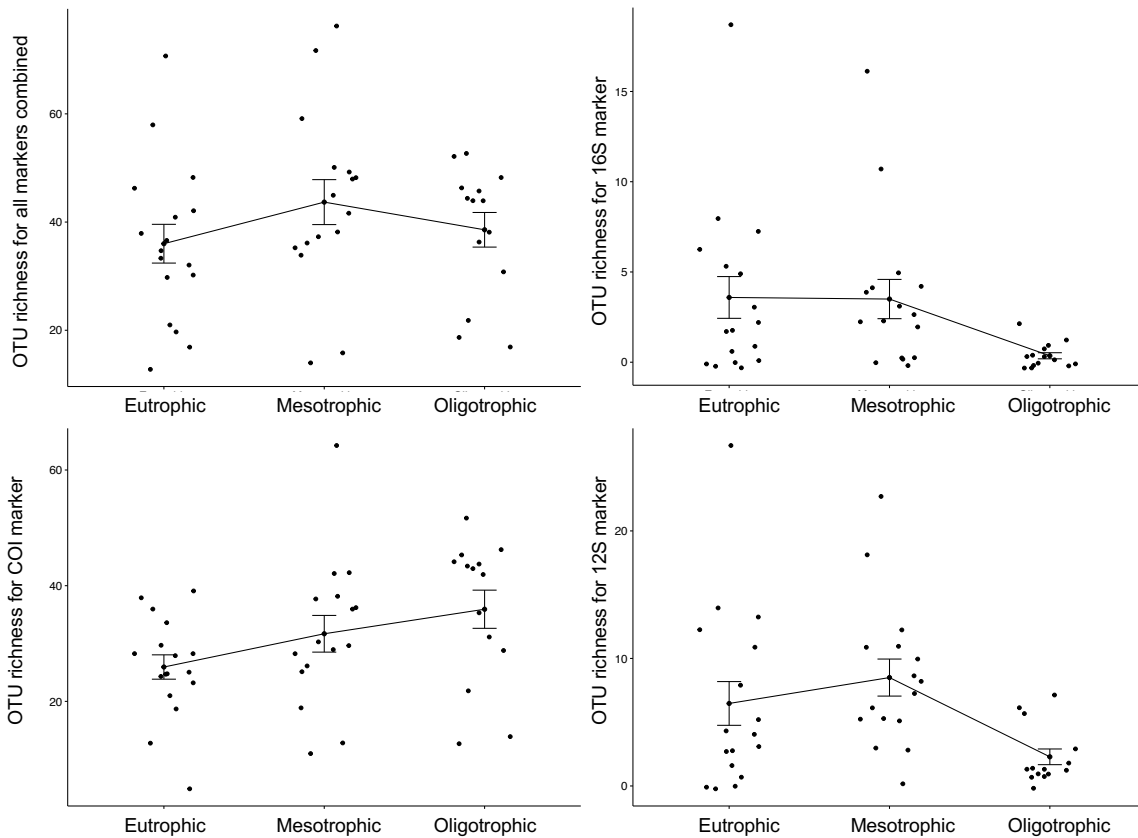 OTU richness for all markers combined
60
40
20
Eutrophic Mesotrophic Oligotrophic
OTU richness for 16S marker
15
10
5
0
Eutrophic Mesotrophic Oligotrophic
OTU richness for COI marker
60
40
20
Eutrophic Mesotrophic Oligotrophic
OTU richness for 12S marker
20
10
0
Eutrophic Mesotrophic Oligotrophic